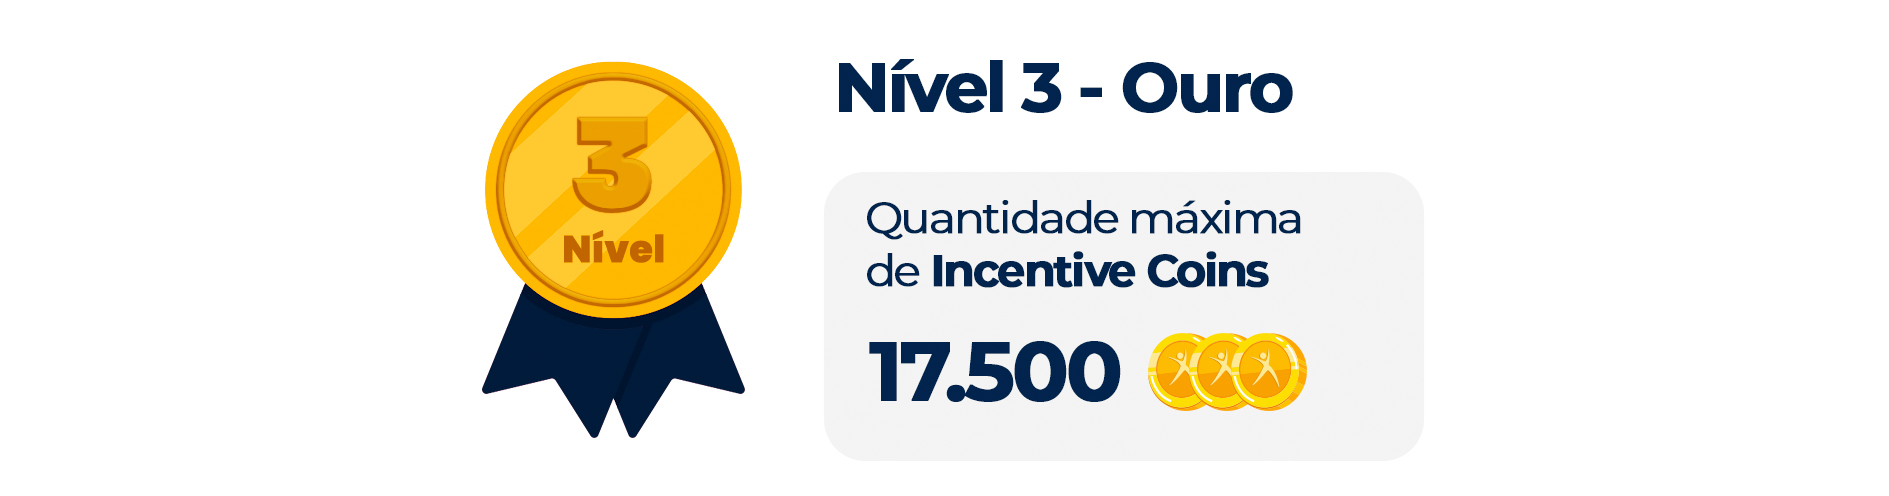 3
Nível
Nível 3 - Ouro
Quantidade máxima
de Incentive Coins
17.500